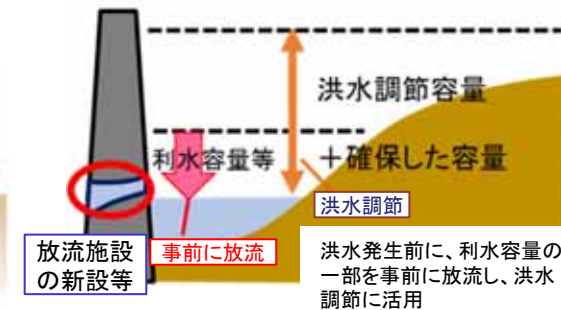 洪水調節容量
利水容量等
＋確保した容量
洪水調節
放流施設
の新設等
事前に放流
洪水発生前に、利水容量の
一部を事前に放流し、洪水
調節に活用